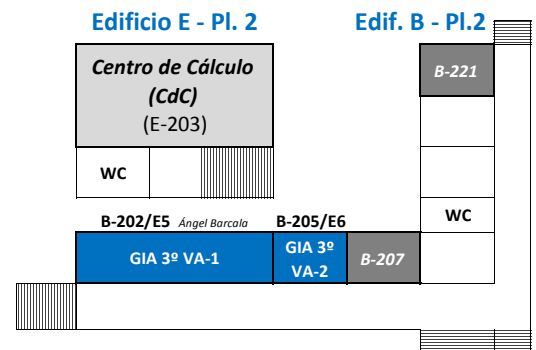 Edificio E - Pl. 2
Edif. B - Pl.2
Centro de Cálculo
(CdC)
(E-203)
B-221
WC
WC
B-202/E5 Ángel Barcala
B-205/E6
GIA 3º VA-1
GIA 3º
VA-2
B-207